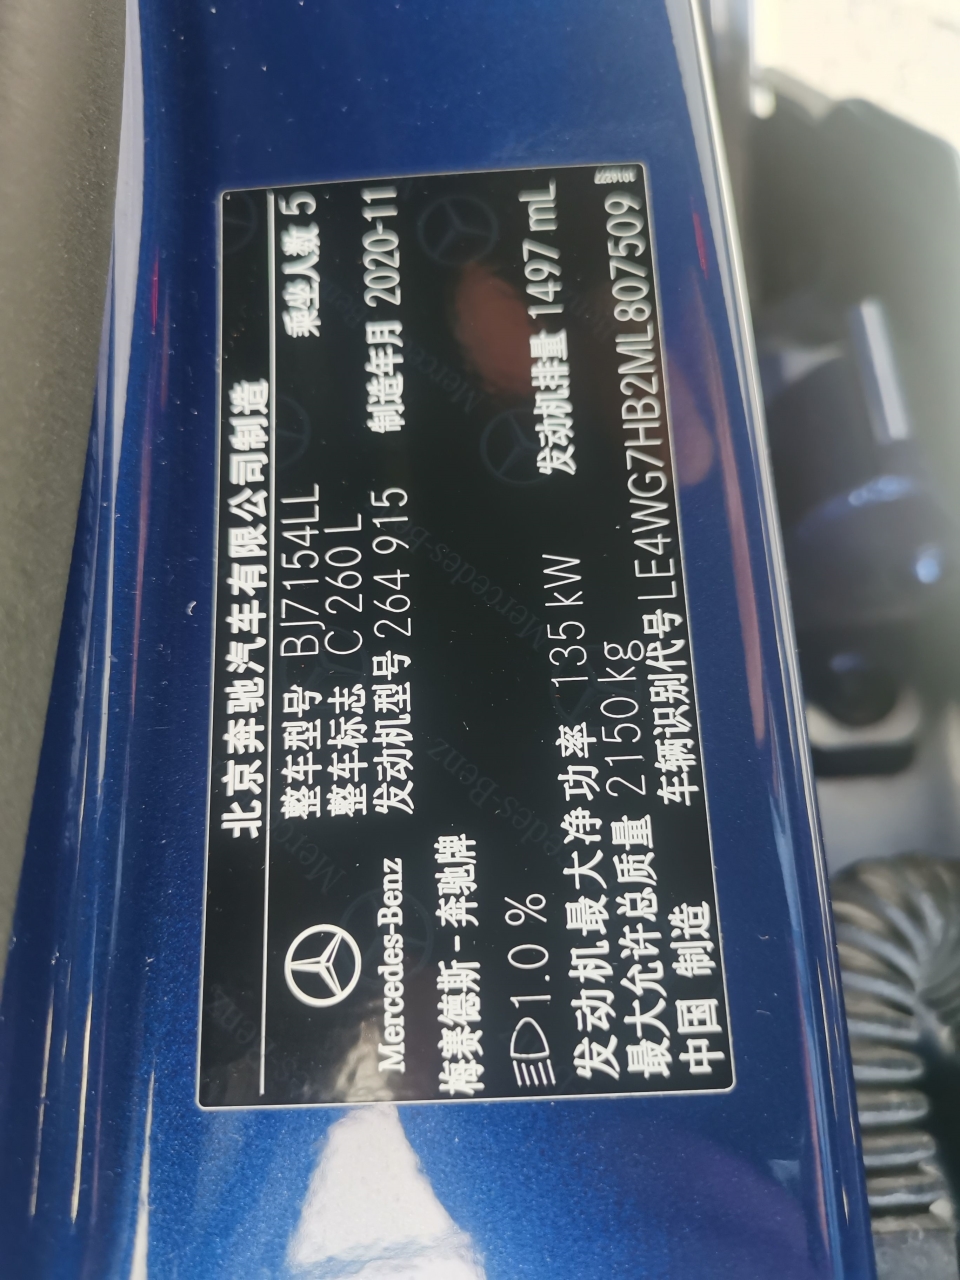 北京奔驰汽车有限公司制造
整车型号 BJ7154LL 乘坐人数 5
整车标志 C 260 L
发动机型号 264 915 制造年月 2020-11
Mercedes-Benz
梅赛德斯-奔驰牌
1.0 %
发动机最大净功率 135 kW 发动机排量 1497 mL
最大允许总质量 2150 kg
中国 制造 车辆识别代号 LE4WG7HB2ML807509